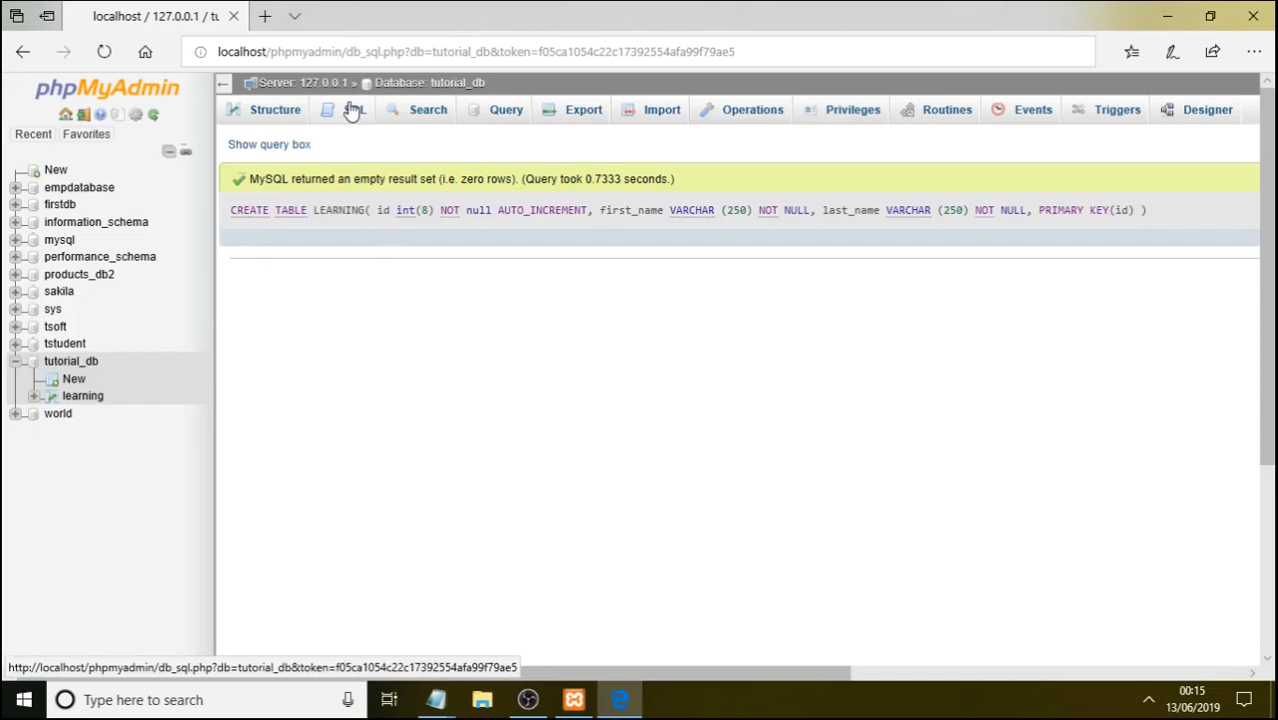 localhost / 127.0.0.1 / tu
localhost/phpmyadmin/db_sql.php?db=tutorial_db&token=f05ca1054c22c17392554afa99f79ae5
phpMyAdmin
Server: 127.0.0.1 » Database: tutorial_db
Structure Search Query Export Import Operations Privileges Routines Events Triggers Designer
Recent Favorites
Show query box
New
MySQL returned an empty result set (i.e. zero rows). (Query took 0.7333 seconds.)
empdatabase
firstdb
CREATE TABLE LEARNING( id int(8) NOT null AUTO_INCREMENT, first_name VARCHAR (250) NOT NULL, last_name VARCHAR (250) NOT NULL, PRIMARY KEY(id) )
information_schema
mysql
performance_schema
products_db2
sakila
sys
tsoft
tstudent
tutorial_db
New
learning
world
http://localhost/phpmyadmin/db_sql.php?db=tutorial_db&token=f05ca1054c22c17392554afa99f79ae5
Type here to search
00:15
13/06/2019